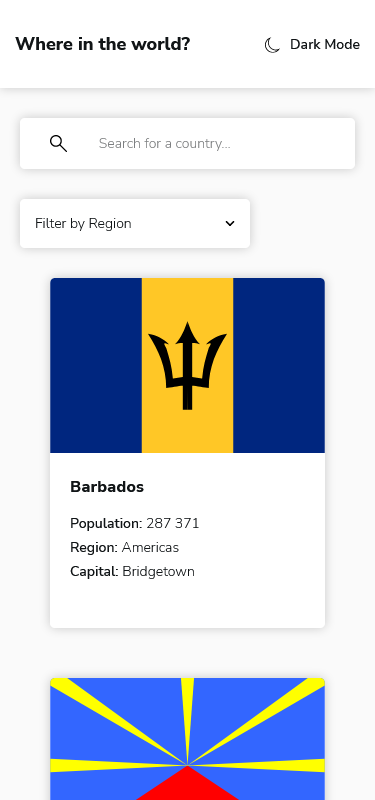 Where in the world?
Dark Mode
Search for a country...
Filter by Region
Barbados
Population: 287 371
Region: Americas
Capital: Bridgetown